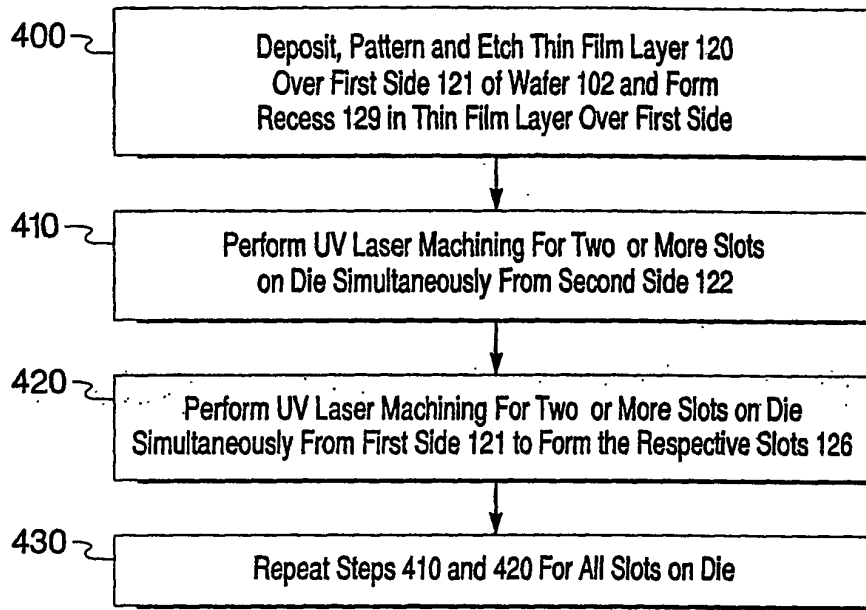 400
Deposit, Pattern and Etch Thin Film Layer 120
Over First Side 121 of Wafer 102 and Form
Recess 129 in Thin Film Layer Over First Side
410
Perform UV Laser Machining For Two or More Slots
on Die Simultaneously From Second Side 122
420
Perform UV Laser Machining For Two or More Slots on Die
Simultaneously From First Side 121 to Form the Respective Slots 126
430
Repeat Steps 410 and 420 For All Slots on Die